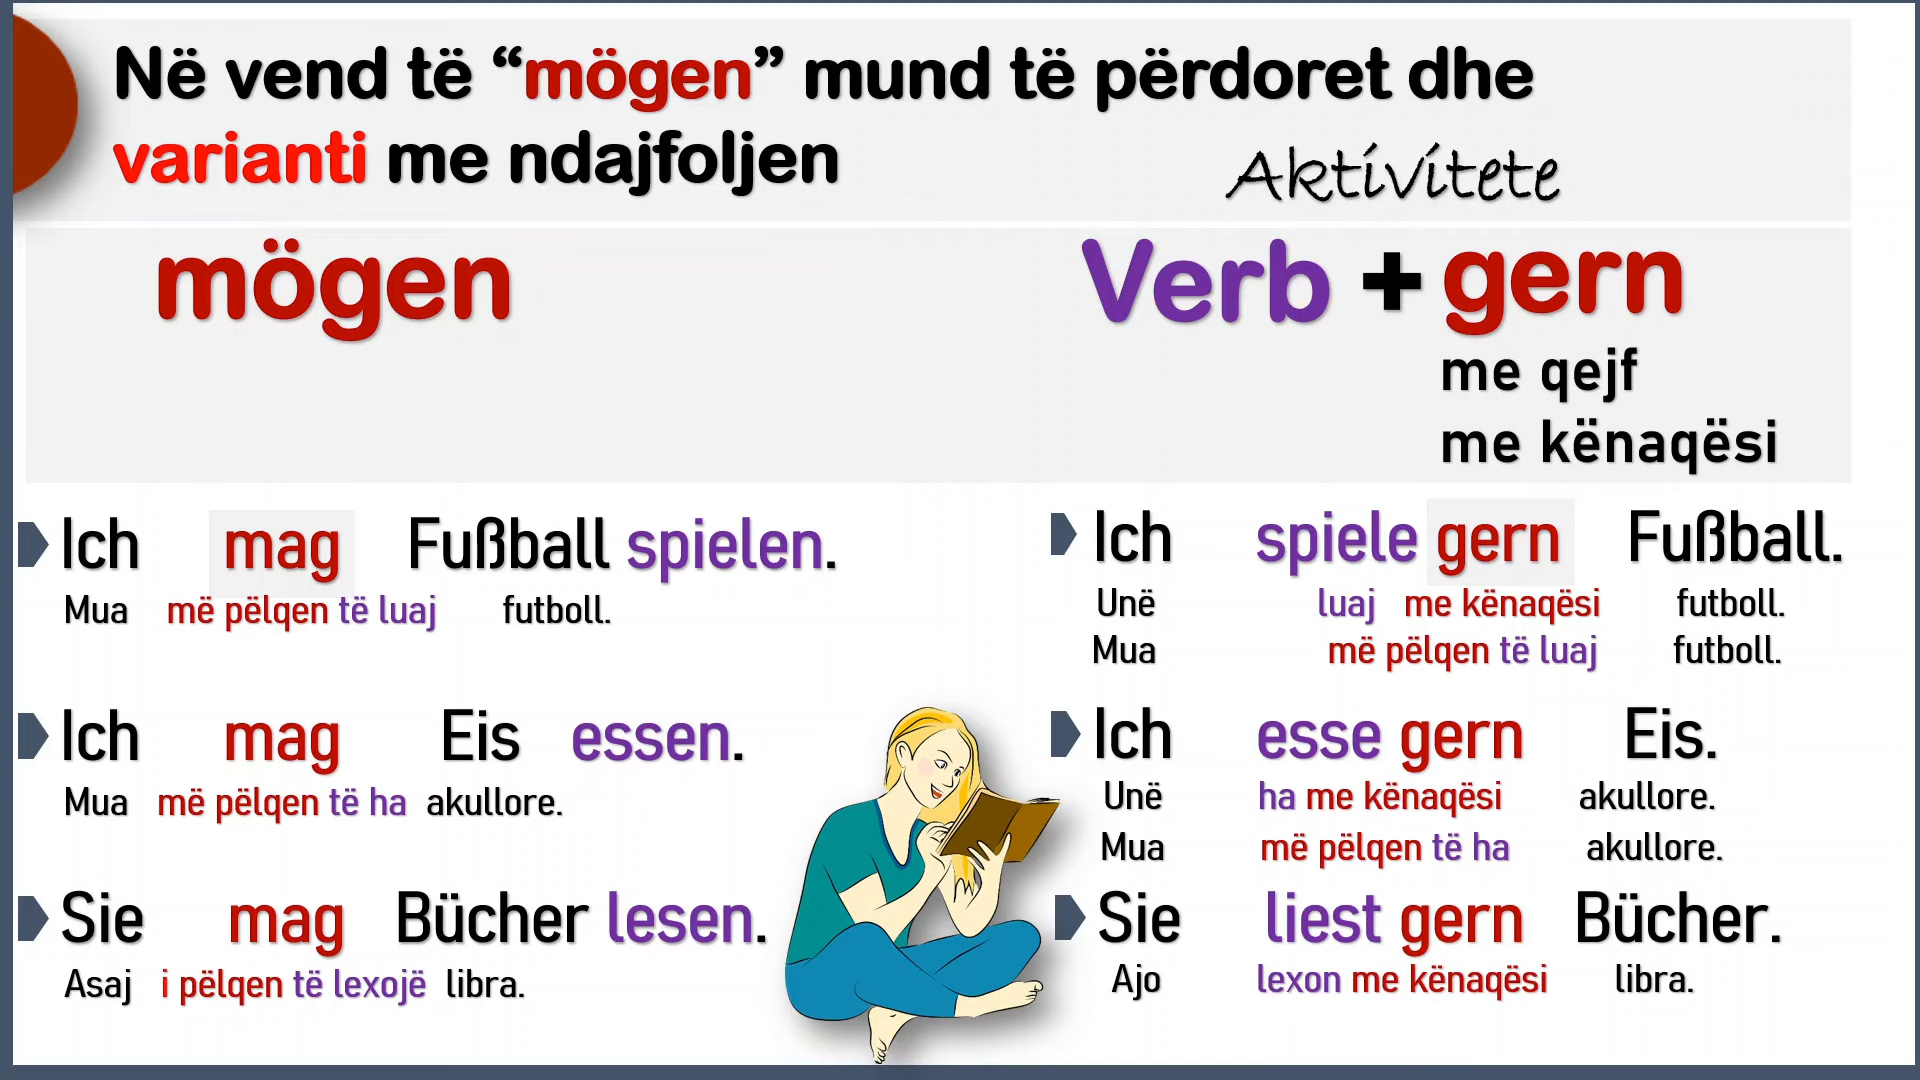 Në vend të “mögen” mund të përdoret dhe
varianti me ndajfoljen
Aktivitete
mögen
Verb + gern
me qejf
me kënaqësi
Ich mag Fußball spielen.
Mua më pëlqen të luaj futboll.
Ich mag Eis essen.
Mua më pëlqen të ha akullore.
Sie mag Bücher lesen.
Asaj i pëlqen të lexojë libra.
Ich spiele gern Fußball.
Unë luaj me kënaqësi futboll.
Mua më pëlqen të luaj futboll.
Ich esse gern Eis.
Unë ha me kënaqësi akullore.
Mua më pëlqen të ha akullore.
Sie liest gern Bücher.
Ajo lexon me kënaqësi libra.